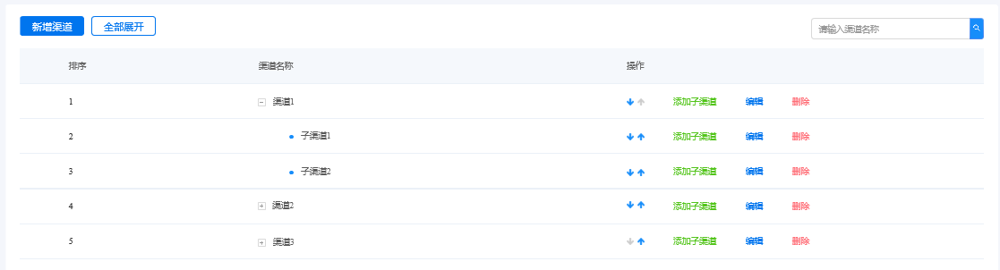 新增渠道 全部展开 请输入渠道名称
排序 渠道名称 操作
1 渠道1 添加子渠道 编辑 删除
2 子渠道1 添加子渠道 编辑 删除
3 子渠道2 添加子渠道 编辑 删除
4 渠道2 添加子渠道 编辑 删除
5 渠道3 添加子渠道 编辑 删除